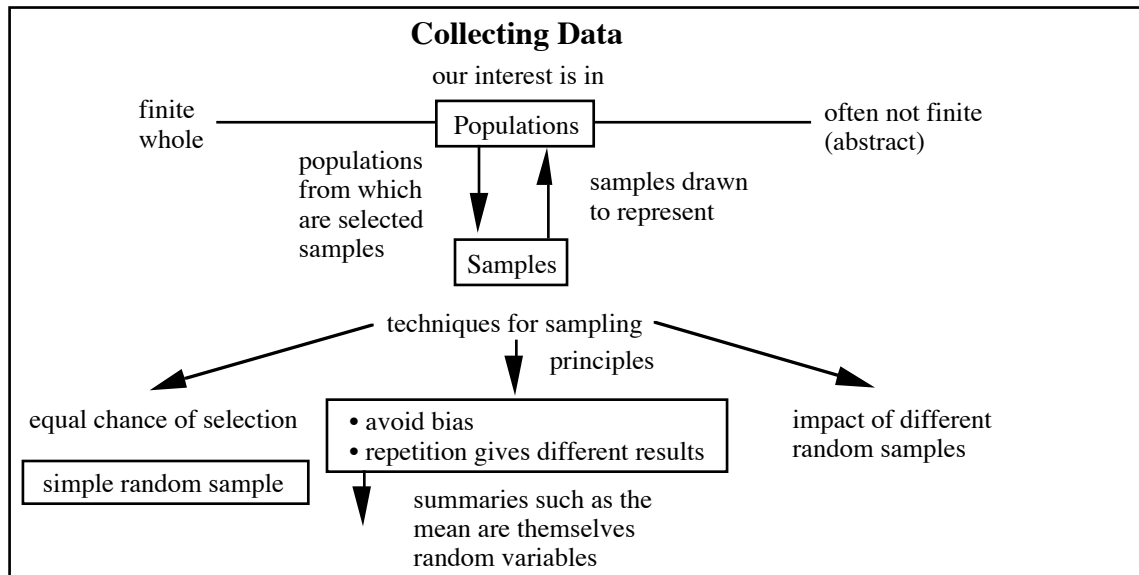 Collecting Data
our interest is in
finite
whole
Populations
often not finite
(abstract)
populations
from which
are selected
samples
samples drawn
to represent
Samples
techniques for sampling
principles
equal chance of selection
simple random sample
• avoid bias
• repetition gives different results
impact of different
random samples
summaries such as the
mean are themselves
random variables